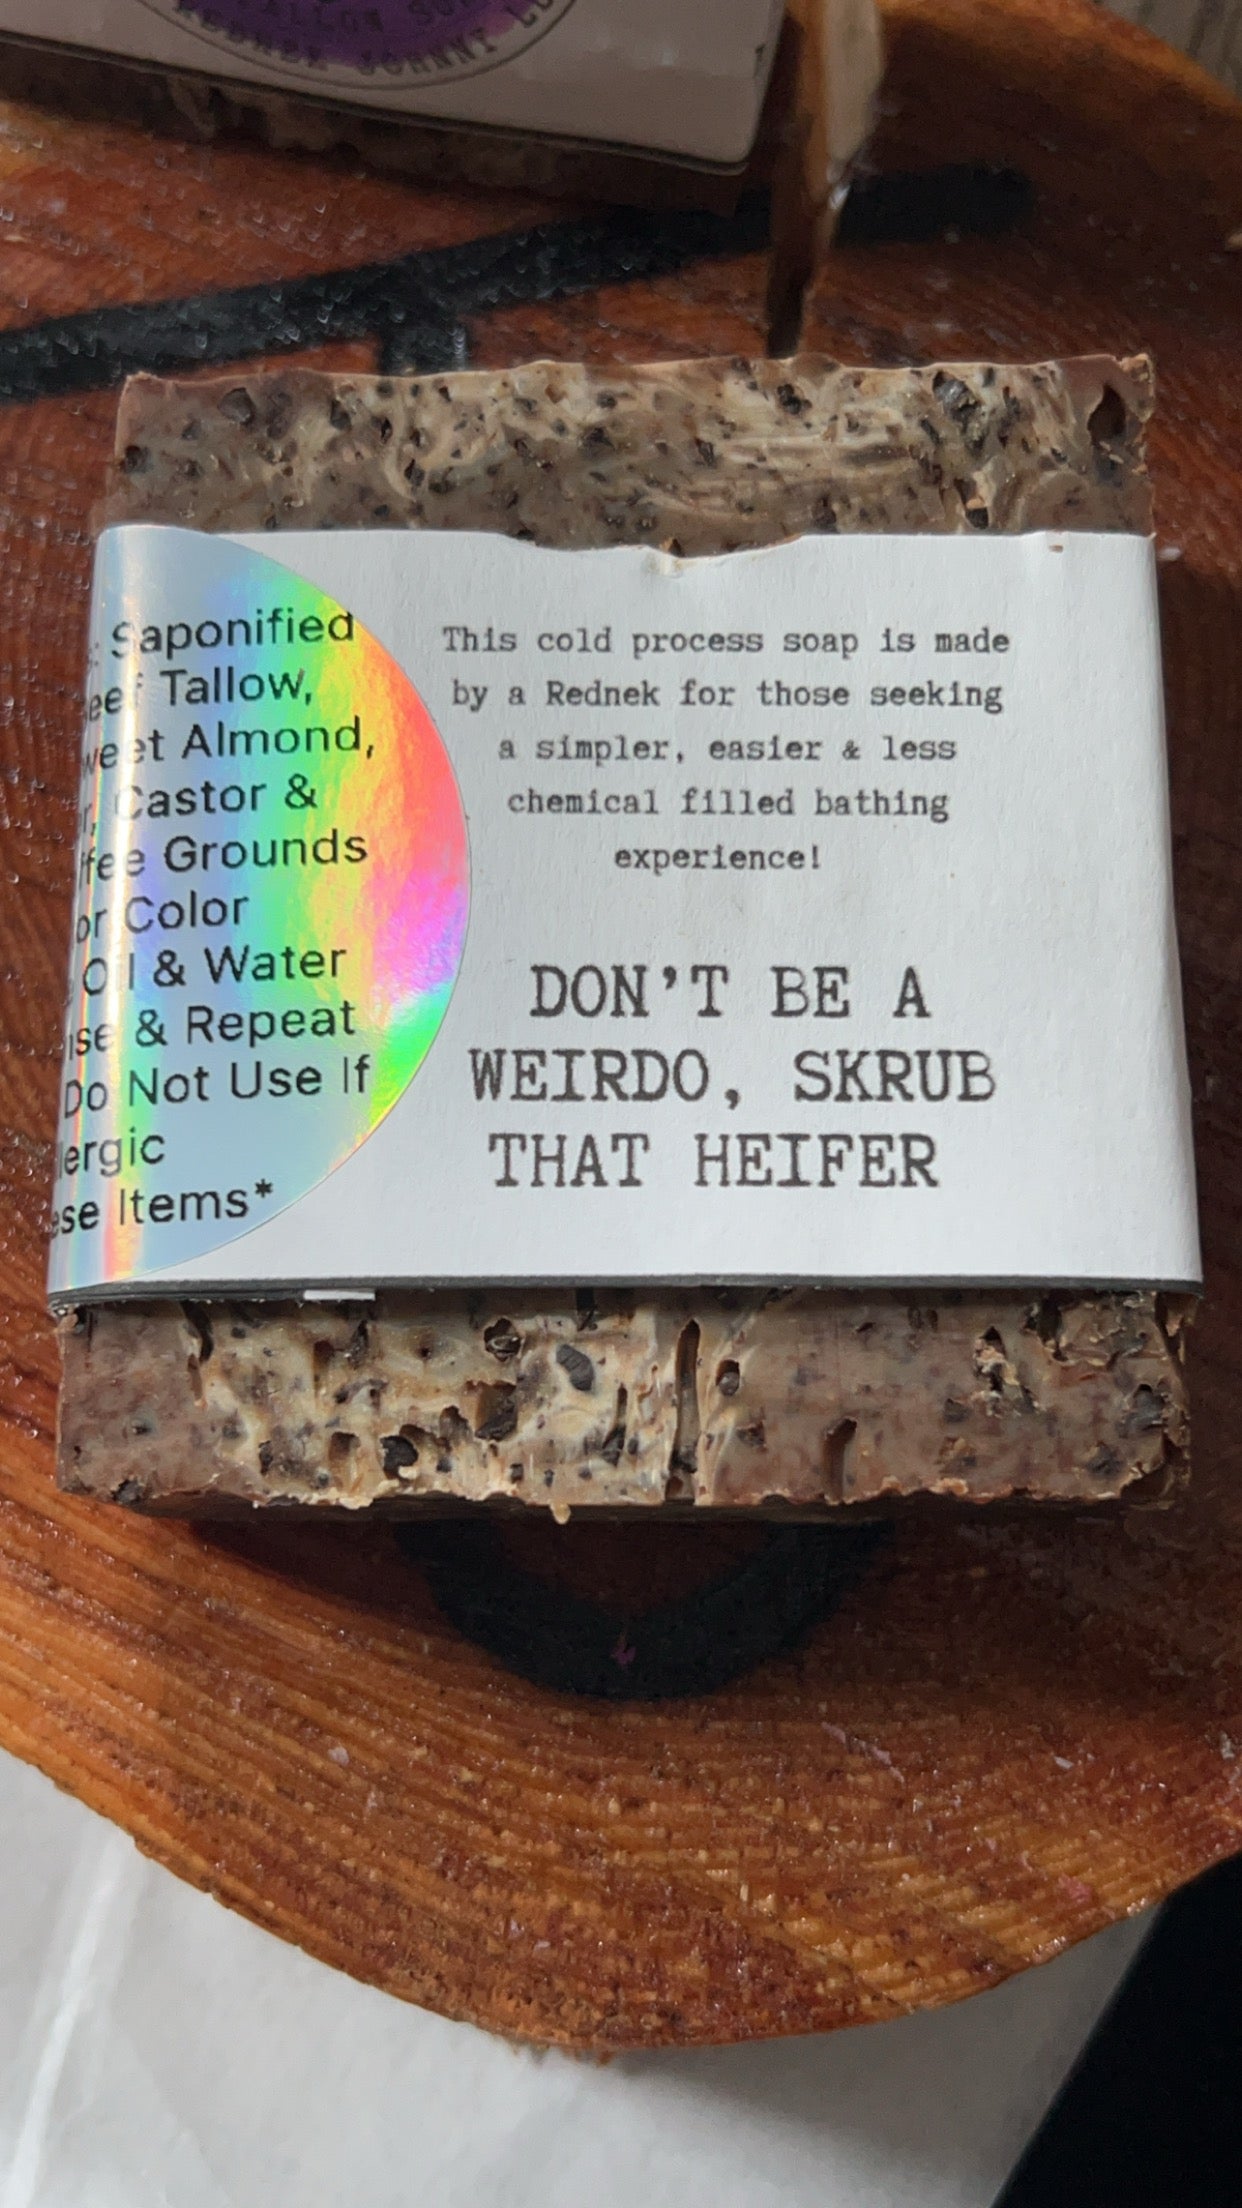 JOHNNY
Saponified
Tallow,
Almond,
Castor &
Grounds
Color
Oil & Water
& Repeat
Do Not Use If
Items*
This cold process soap is made
by a Rednek for those seeking
a simpler, easier & less
chemical filled bathing
experience!
DON'T BE A
WEIRDO, SKRUB
THAT HEIFER